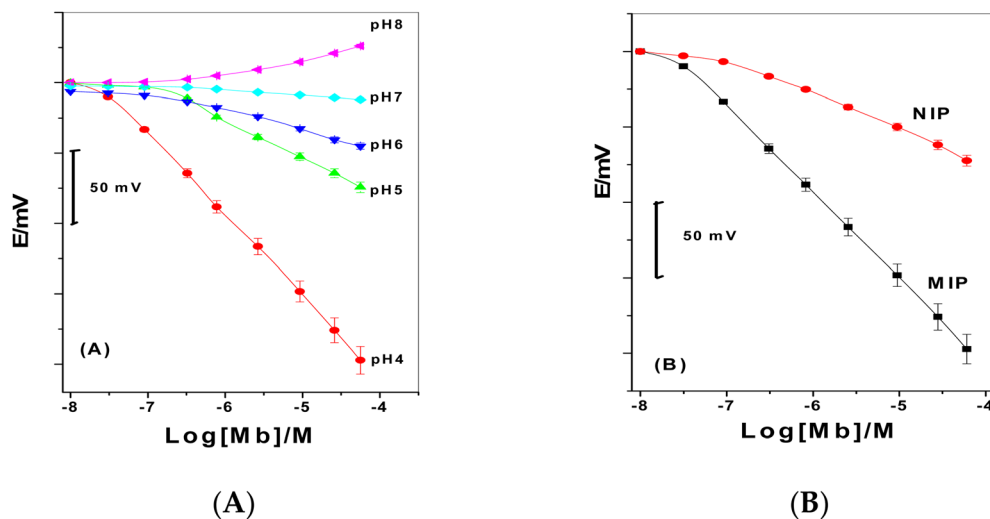 pH8
pH7
pH6
pH5
pH4
50 mV
E/mV
(A)
-8 -7 -6 -5 -4
Log[Mb]/M
(A)
NIP
MIP
50 mV
E/mV
(B)
-8 -7 -6 -5 -4
Log[Mb]/M
(B)